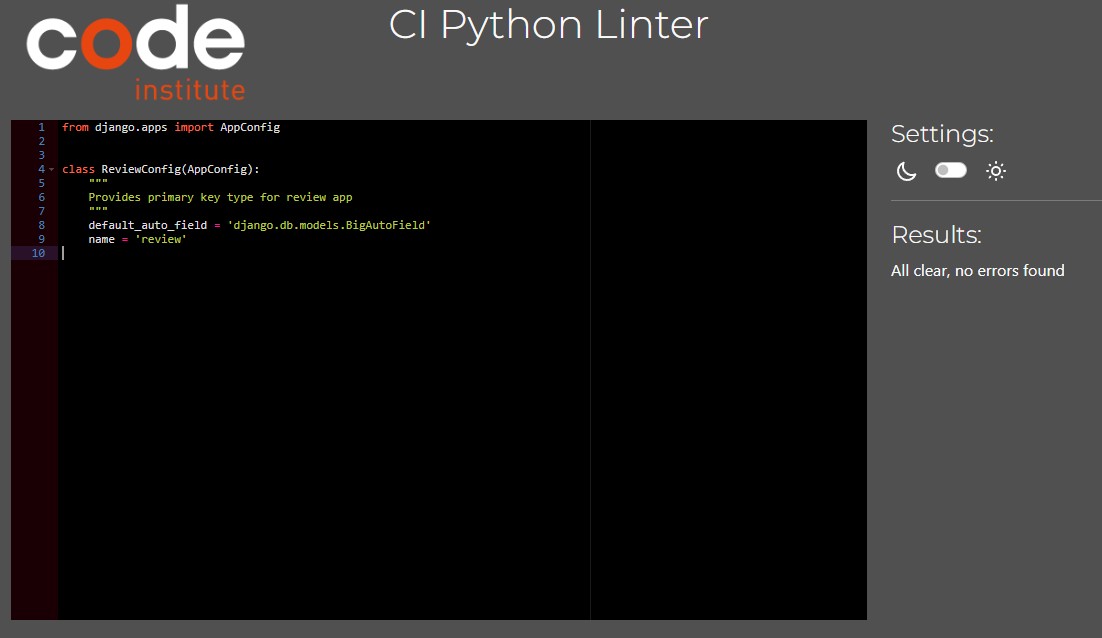 code
institute
CI Python Linter
1 from django.apps import AppConfig
2
3
4 class ReviewConfig(AppConfig):
5     """
6     Provides primary key type for review app
7     """
8     default_auto_field = 'django.db.models.BigAutoField'
9     name = 'review'
10
Settings:
Results:
All clear, no errors found